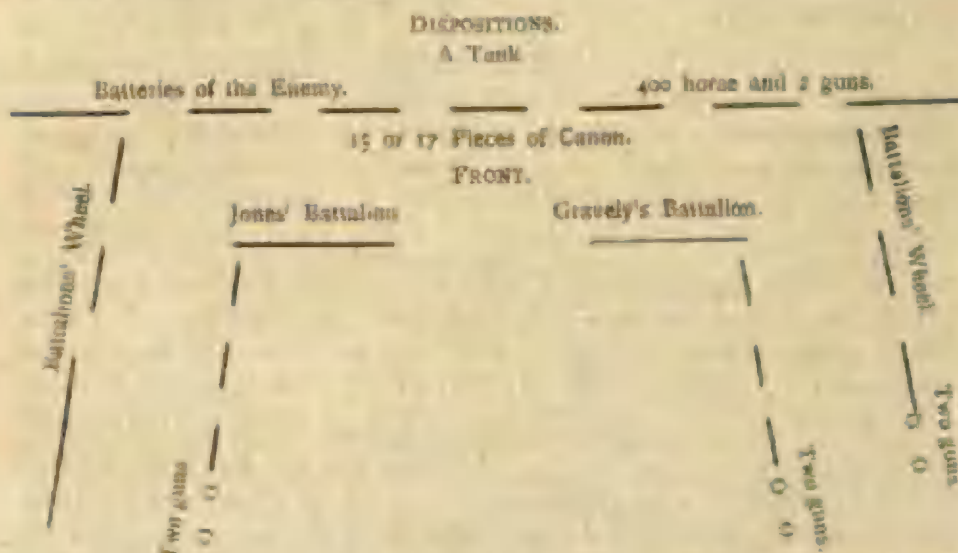 DISPOSITIONS.
A Tank
Batteries of the Enemy.
400 horse and 2 guns.
15 or 17 Pieces of Canon.
FRONT.
Jones' Battalion
Gravely's Battalion.
Battalions' Wheel
Battalions' Wheel
Two guns
Two guns.
Two guns